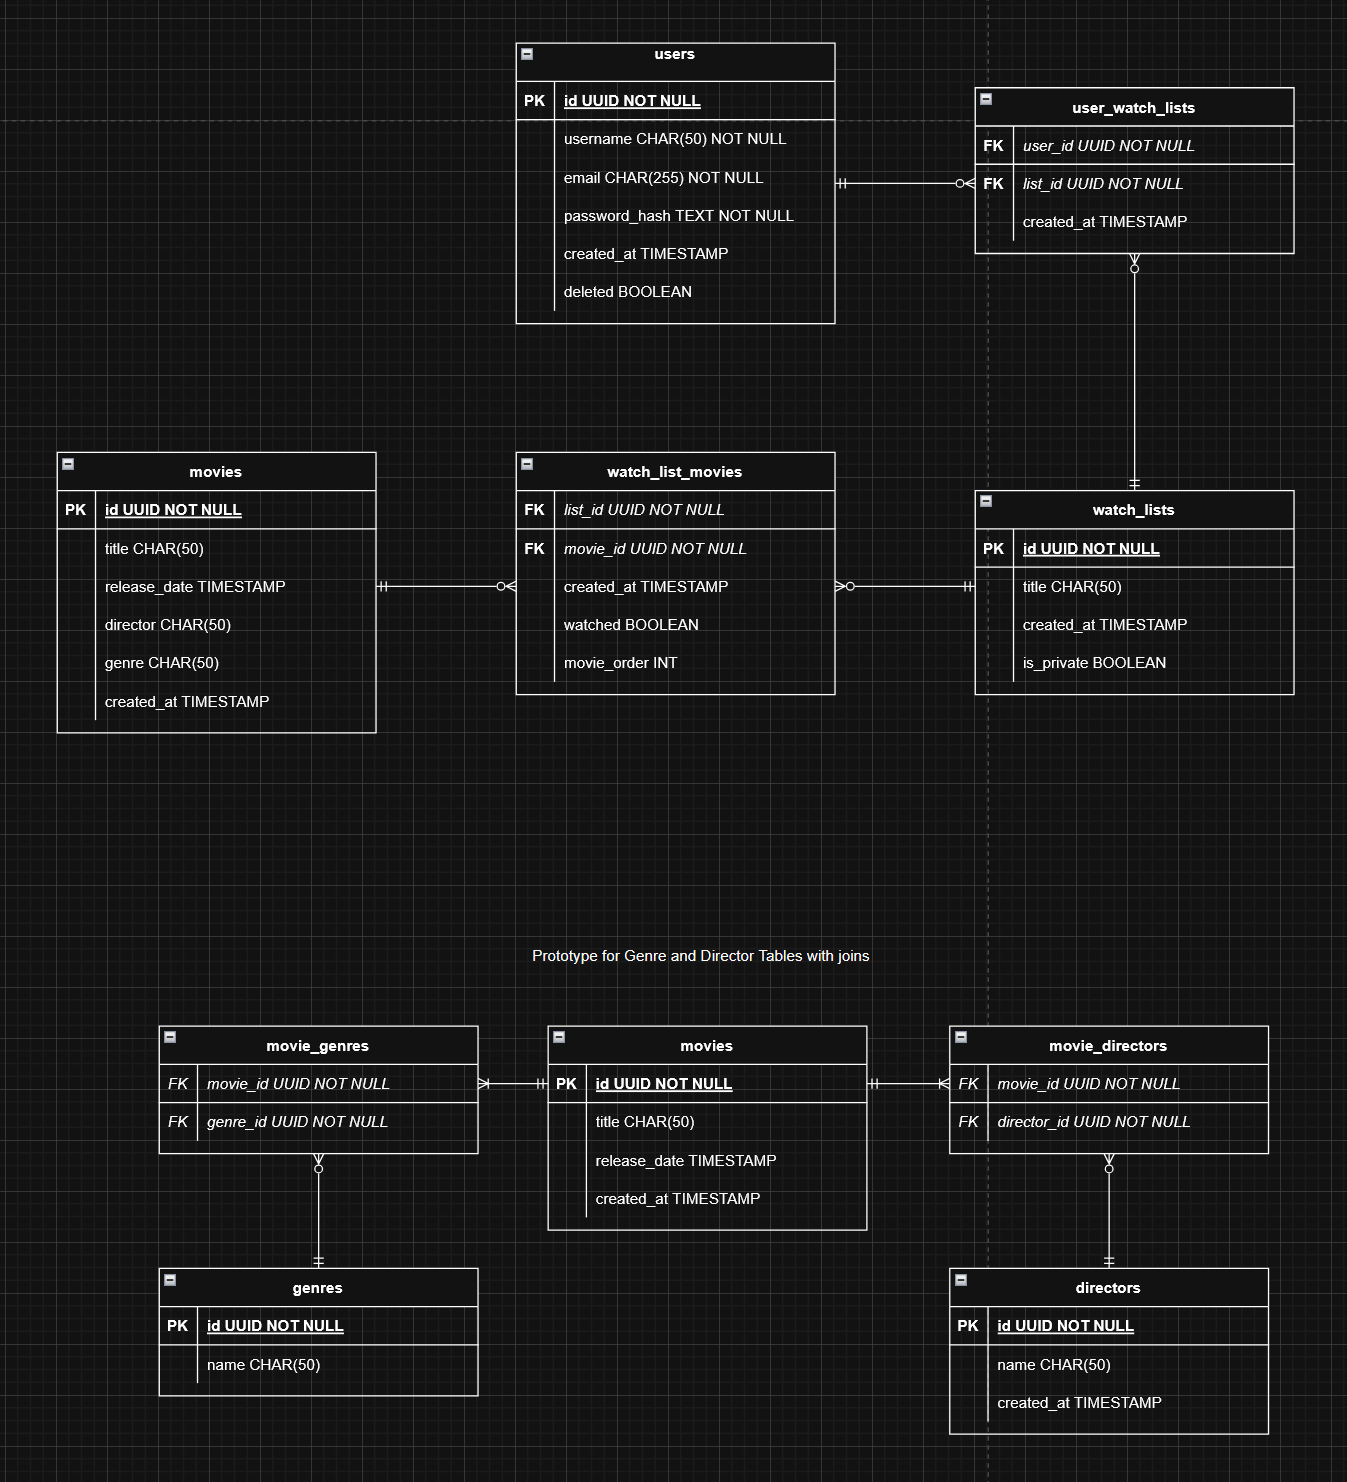 users
PK id UUID NOT NULL
username CHAR(50) NOT NULL
email CHAR(255) NOT NULL
password_hash TEXT NOT NULL
created_at TIMESTAMP
deleted BOOLEAN
user_watch_lists
FK user_id UUID NOT NULL
FK list_id UUID NOT NULL
created_at TIMESTAMP
movies
PK id UUID NOT NULL
title CHAR(50)
release_date TIMESTAMP
director CHAR(50)
genre CHAR(50)
created_at TIMESTAMP
watch_list_movies
FK list_id UUID NOT NULL
FK movie_id UUID NOT NULL
created_at TIMESTAMP
watched BOOLEAN
movie_order INT
watch_lists
PK id UUID NOT NULL
title CHAR(50)
created_at TIMESTAMP
is_private BOOLEAN
Prototype for Genre and Director Tables with joins
movie_genres
FK movie_id UUID NOT NULL
FK genre_id UUID NOT NULL
movies
PK id UUID NOT NULL
title CHAR(50)
release_date TIMESTAMP
created_at TIMESTAMP
movie_directors
FK movie_id UUID NOT NULL
FK director_id UUID NOT NULL
genres
PK id UUID NOT NULL
name CHAR(50)
directors
PK id UUID NOT NULL
name CHAR(50)
created_at TIMESTAMP